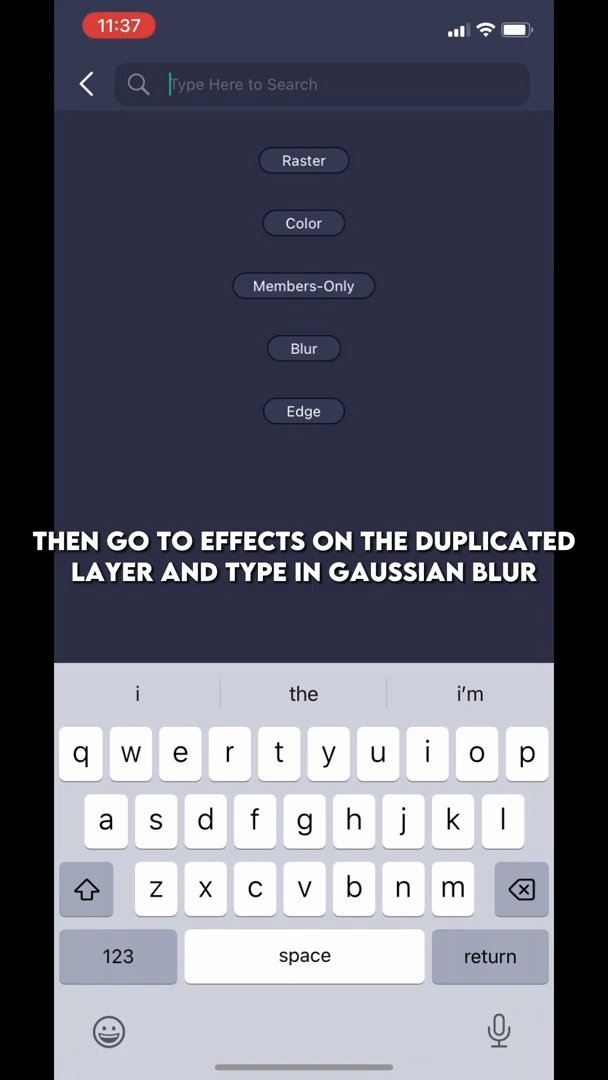 11:37
Type Here to Search
Raster
Color
Members-Only
Blur
Edge
THEN GO TO EFFECTS ON THE DUPLICATED
LAYER AND TYPE IN GAUSSIAN BLUR
i the i'm
q w e r t y u i o p
a s d f g h j k l
z x c v b n m
123 space return